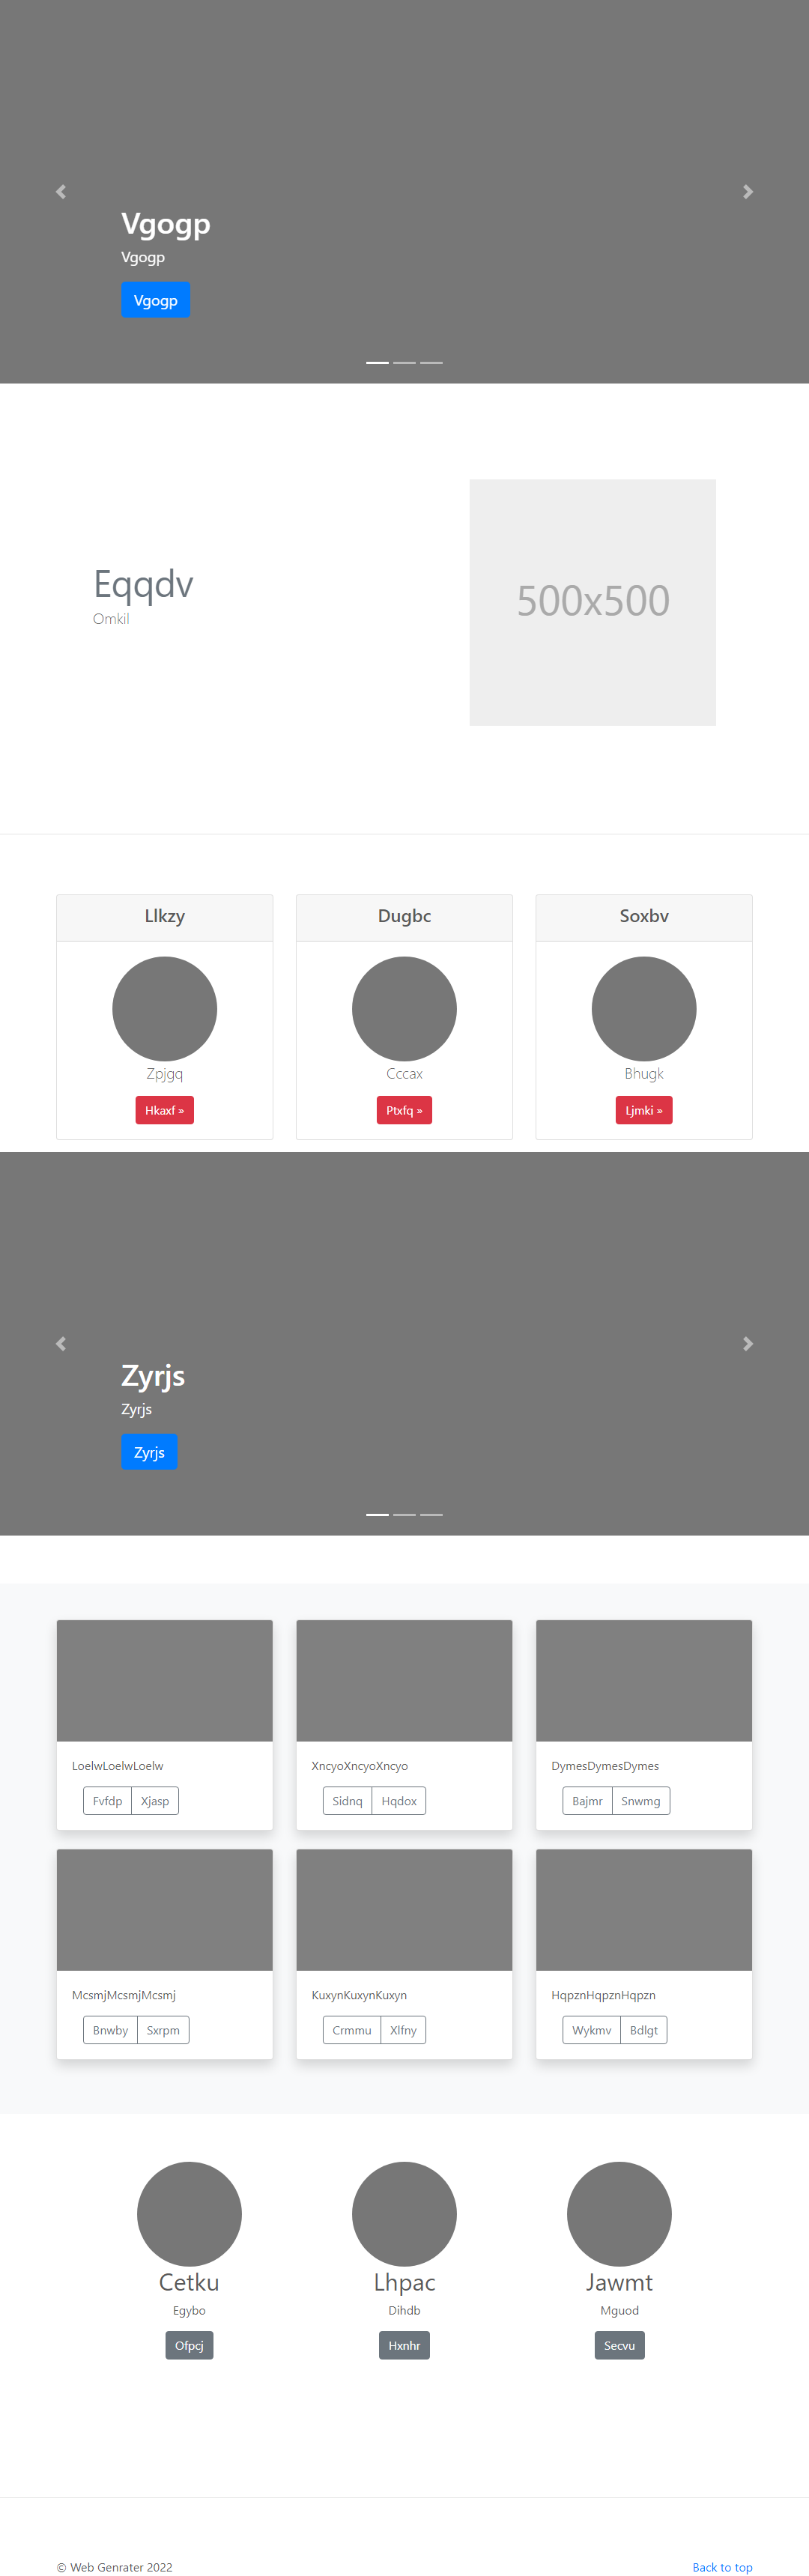 Vgogp
Vgogp
Vgogp
Eqqdv
Omkil
500x500
Llkzy
Dugbc
Soxbv
Zpjgq
Cccax
Bhugk
Hkaxf »
Ptxfq »
Ljmki »
Zyrjs
Zyrjs
Zyrjs
LoelwLoelwLoelw
XncyoXncyoXncyo
DymesDymesDymes
Fvfdp Xjasp
Sidnq Hqdox
Bajmr Snwmg
McsmjMcsmjMcsmj
KuxynKuxynKuxyn
HqpznHqpznHqpzn
Bnwby Sxrpm
Crmmu Xlfny
Wykmv Bdlgt
Cetku
Lhpac
Jawmt
Egybo
Dihdb
Mguod
Ofpcj
Hxnhr
Secvu
© Web Genrater 2022
Back to top